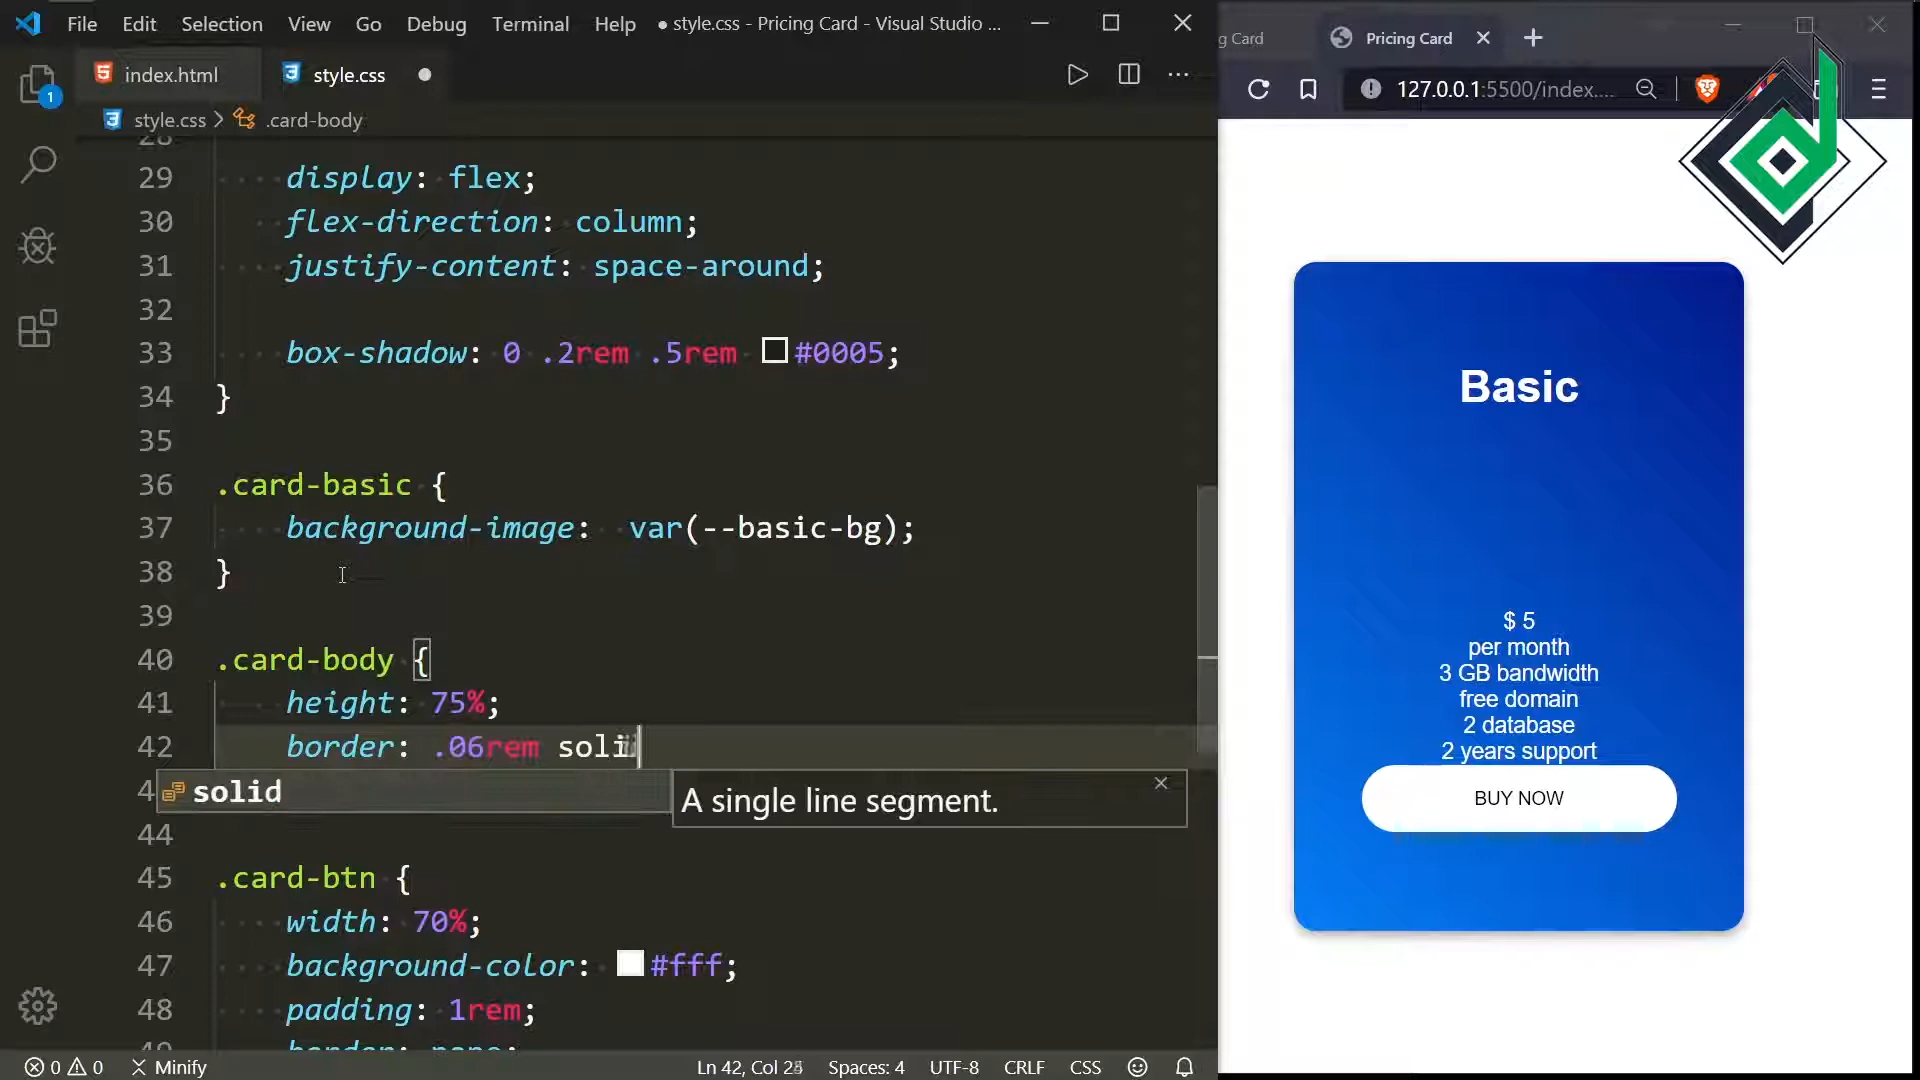 File Edit Selection View Go Debug Terminal Help ● style.css - Pricing Card - Visual Studio ...
index.html style.css
style.css > .card-body
29 display: flex;
30 flex-direction: column;
31 justify-content: space-around;
32
33 box-shadow: 0 .2rem .5rem #0005;
34 }
35
36 .card-basic {
37 background-image: var(--basic-bg);
38 }
39
40 .card-body {
41 height: 75%;
42 border: .06rem soli
solid
A single line segment.
44
45 .card-btn {
46 width: 70%;
47 background-color: #fff;
48 padding: 1rem;
border: none;
0 0 Minify Ln 42, Spaces: 4 UTF-8 CRLF CSS
1
g Card Pricing Card
127.0.0.1:5500/index....
Basic
$ 5
per month
3 GB bandwidth
free domain
2 database
2 years support
BUY NOW